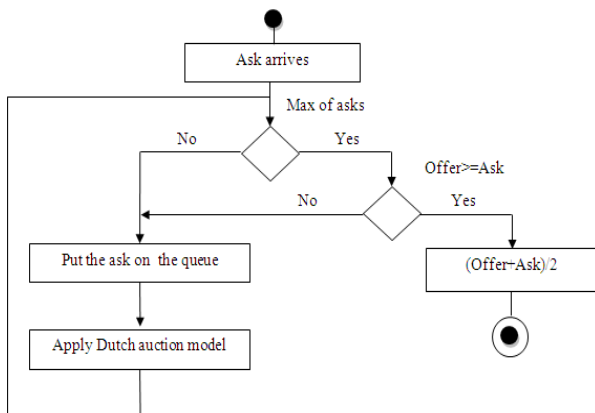 Ask arrives
Max of asks
No
Yes
Offer>=Ask
No
Yes
Put the ask on the queue
(Offer+Ask)/2
Apply Dutch auction model